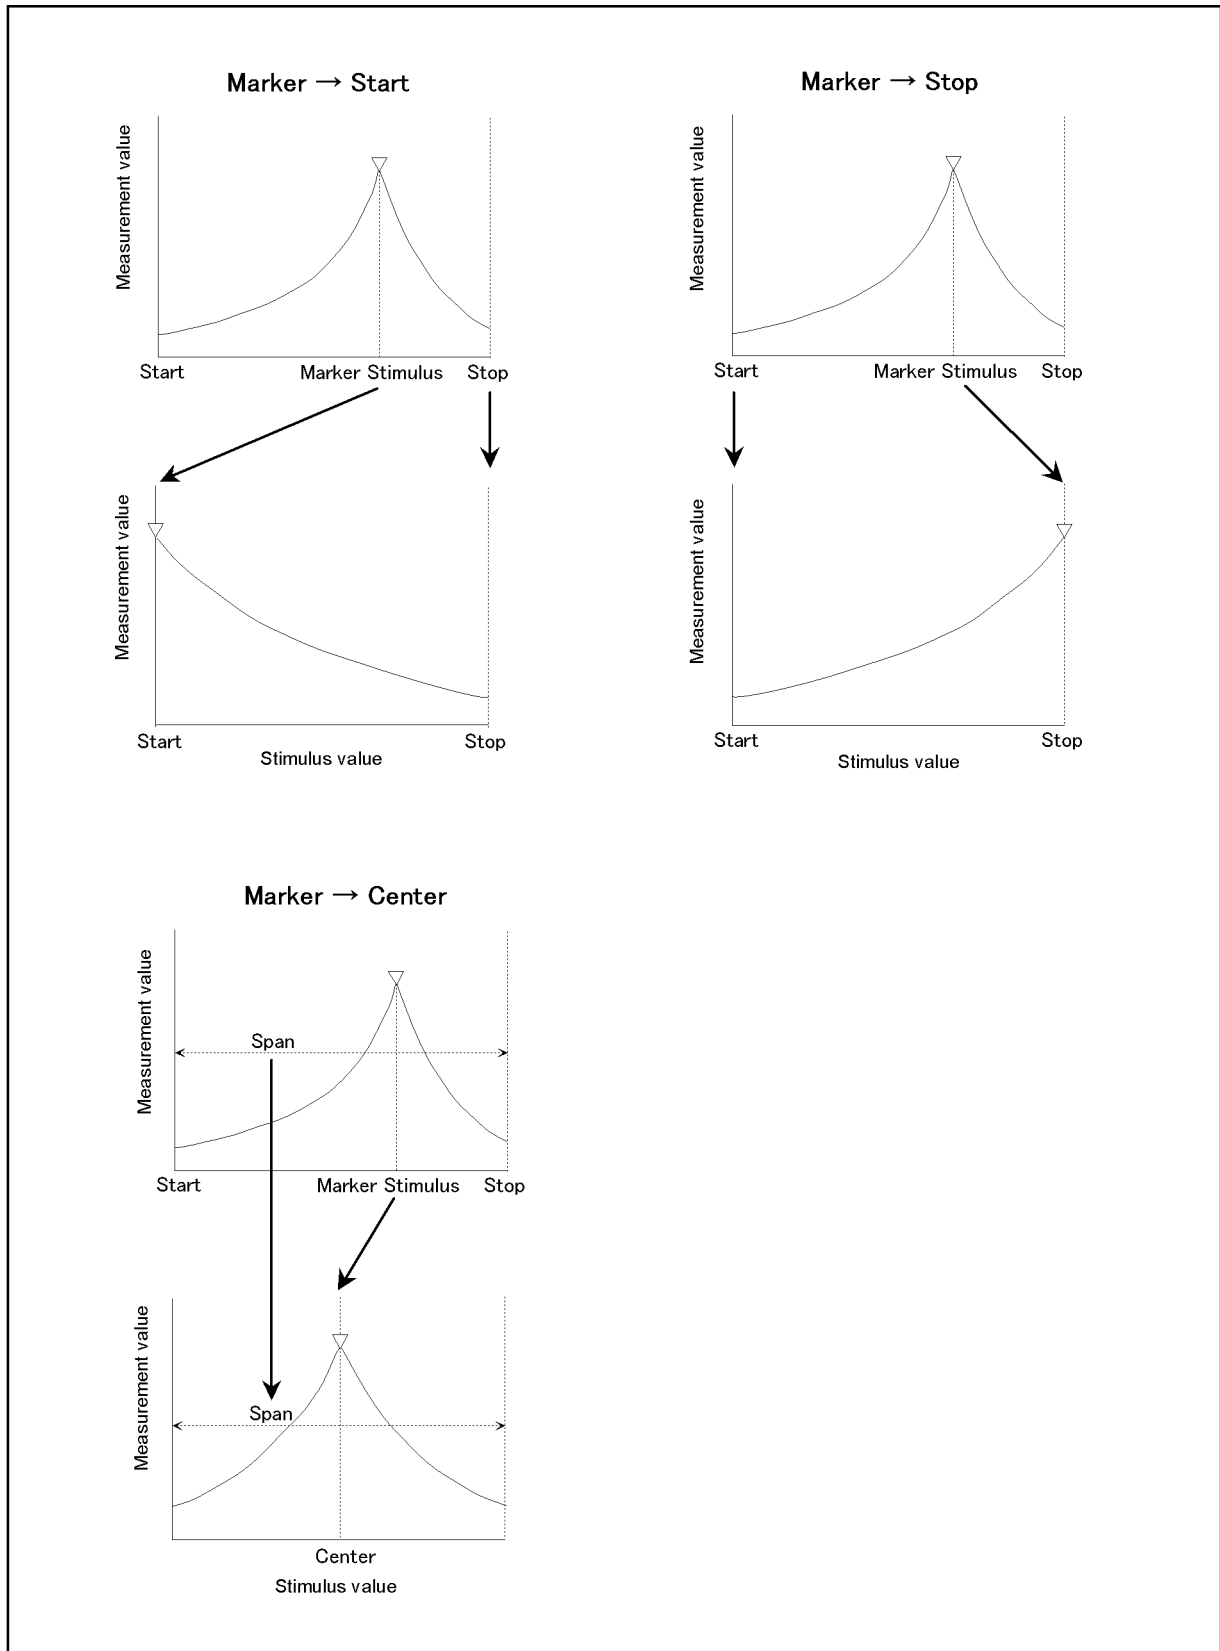 Marker → Start
Measurement value
Start Marker Stimulus Stop
Measurement value
Start Stop
Stimulus value
Marker → Stop
Measurement value
Start Marker Stimulus Stop
Measurement value
Start Stop
Stimulus value
Marker → Center
Measurement value
Span
Start Marker Stimulus Stop
Measurement value
Span
Center
Stimulus value